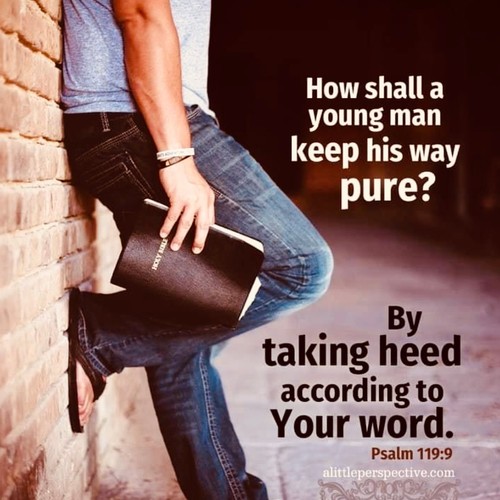 How shall a
young man
keep his way
pure?
HOLY BIBLE
By
taking heed
according to
Your word.
Psalm 119:9
alittleperspective.com